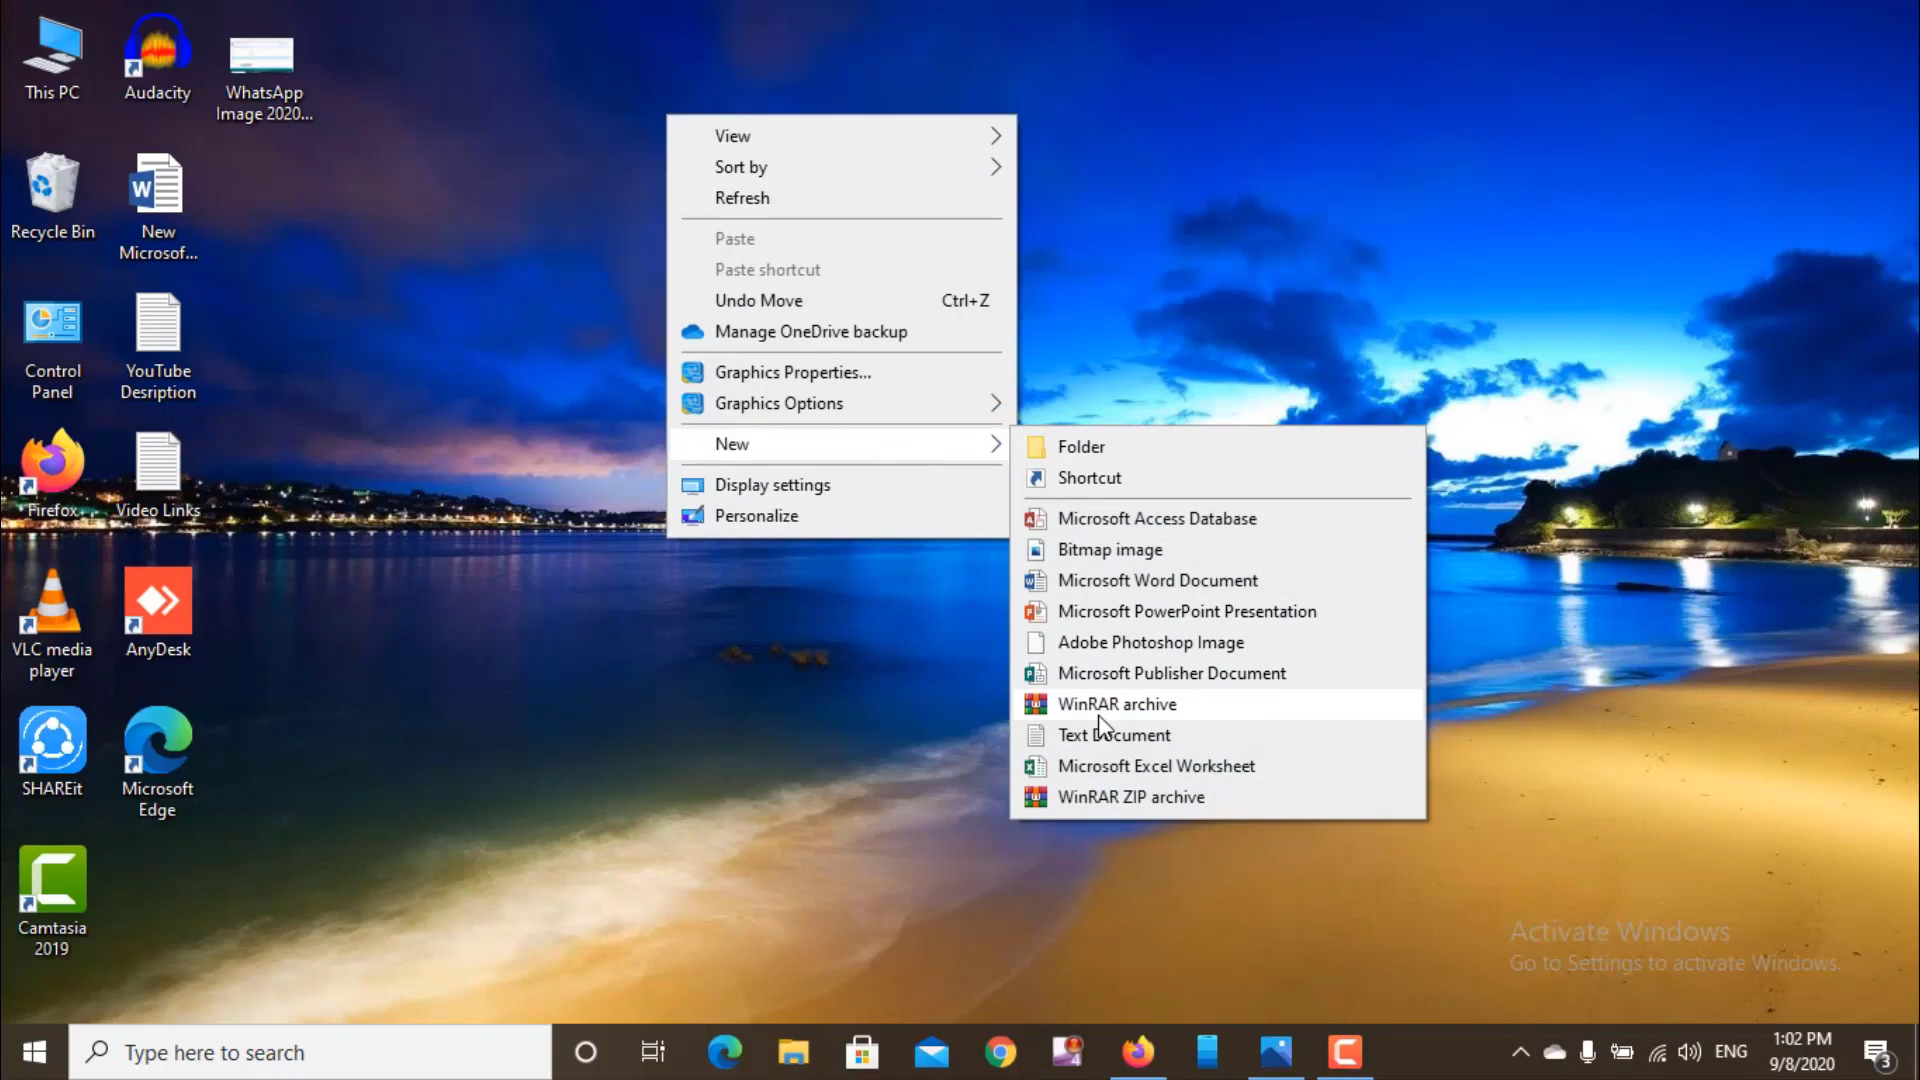 This PC
Audacity
WhatsApp
Image 2020...
Recycle Bin
New
Microsof...
Control
Panel
YouTube
Desription
Firefox
Video Links
VLC media
player
AnyDesk
SHAREit
Microsoft
Edge
Camtasia
2019
View
Sort by
Refresh
Paste
Paste shortcut
Undo Move Ctrl+Z
Manage OneDrive backup
Graphics Properties...
Graphics Options
New
Display settings
Personalize
Folder
Shortcut
Microsoft Access Database
Bitmap image
Microsoft Word Document
Microsoft PowerPoint Presentation
Adobe Photoshop Image
Microsoft Publisher Document
WinRAR archive
Text Document
Microsoft Excel Worksheet
WinRAR ZIP archive
Activate Windows
Go to Settings to activate Windows.
Type here to search
4
ENG
1:02 PM
9/8/2020
3